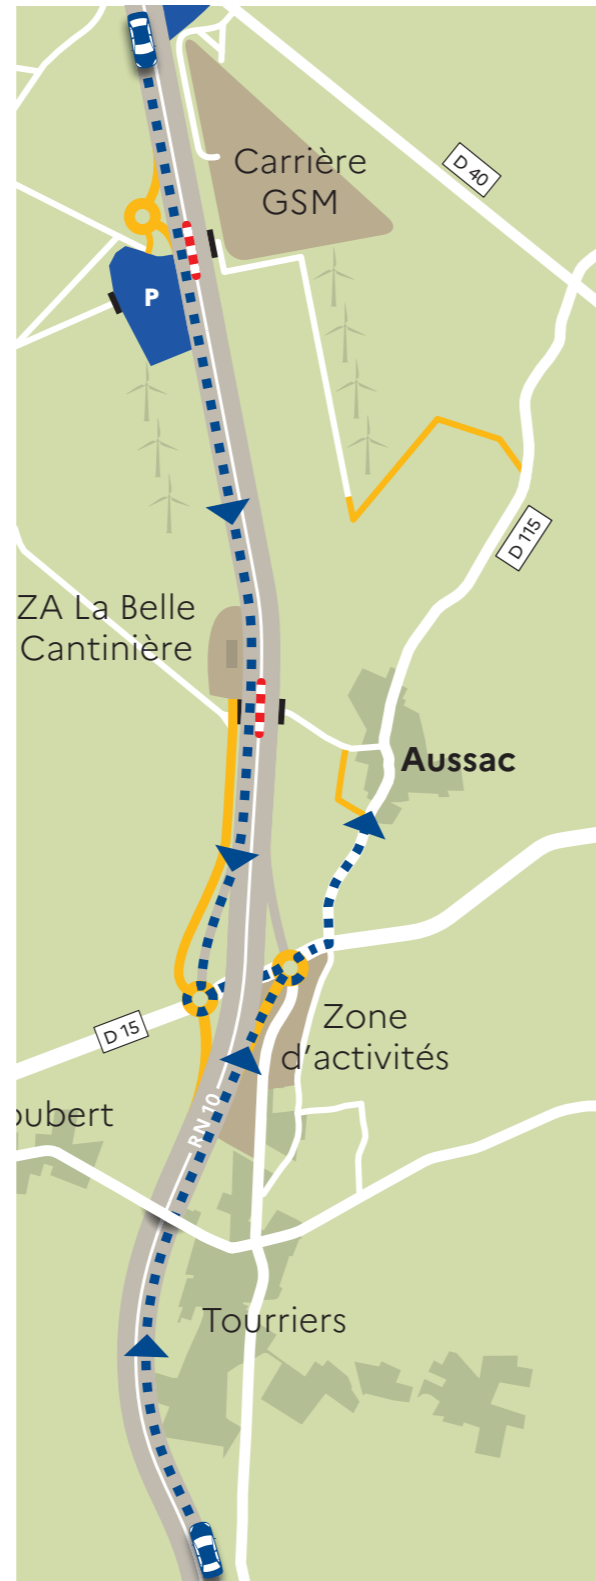 Carrière
GSM
D 40
P
D 115
ZA La Belle
Cantinière
Aussac
D 15
Zone
d'activités
oubert
RN 10
Tourriers